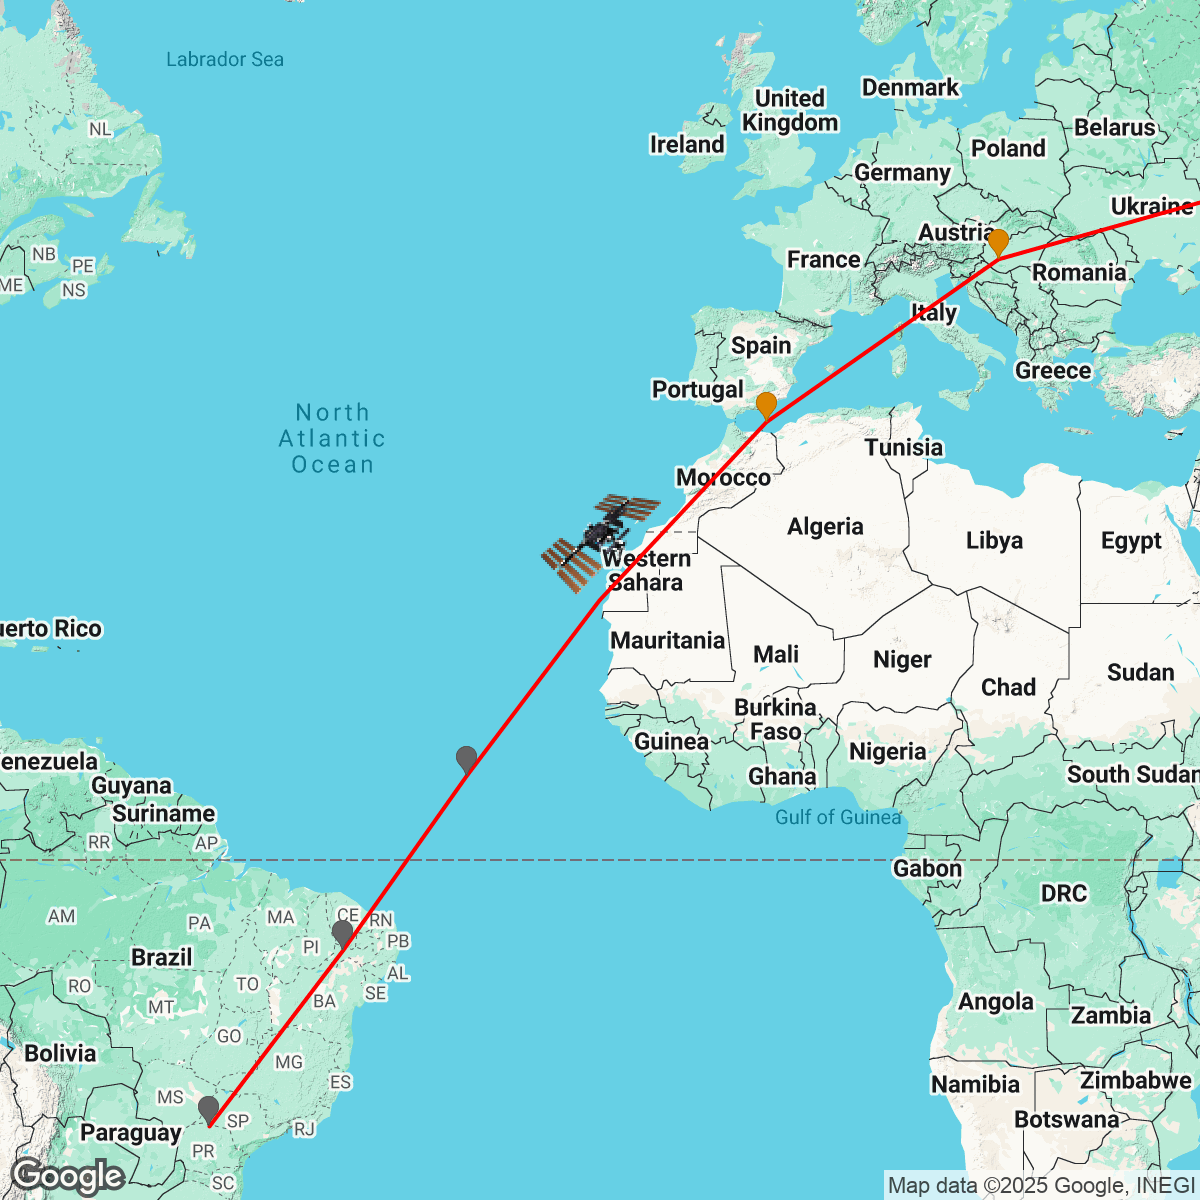 Labrador Sea
Denmark
United
Kingdom
NL
Belarus
Ireland
Poland
Germany
Ukraine
Austria
NB
France
PE
Romania
ME
NS
Italy
Spain
Greece
Portugal
North
Atlantic
Ocean
Tunisia
Morocco
Algeria
Libya
Egypt
Western
Sahara
uerto Rico
Mauritania
Mali
Niger
Sudan
Chad
Burkina
Faso
Guinea
Nigeria
enezuela
Ghana
South Sudan
Guyana
Suriname
Gulf of Guinea
RR
AP
Gabon
DRC
AM
PA
MA
CE
RN
PI
PB
Brazil
AL
RO
TO
SE
MT
BA
Angola
Zambia
GO
Bolivia
MG
ES
Namibia
Zimbabwe
MS
SP
Botswana
Paraguay
RJ
PR
SC
Google
Map data ©2025 Google, INEGI